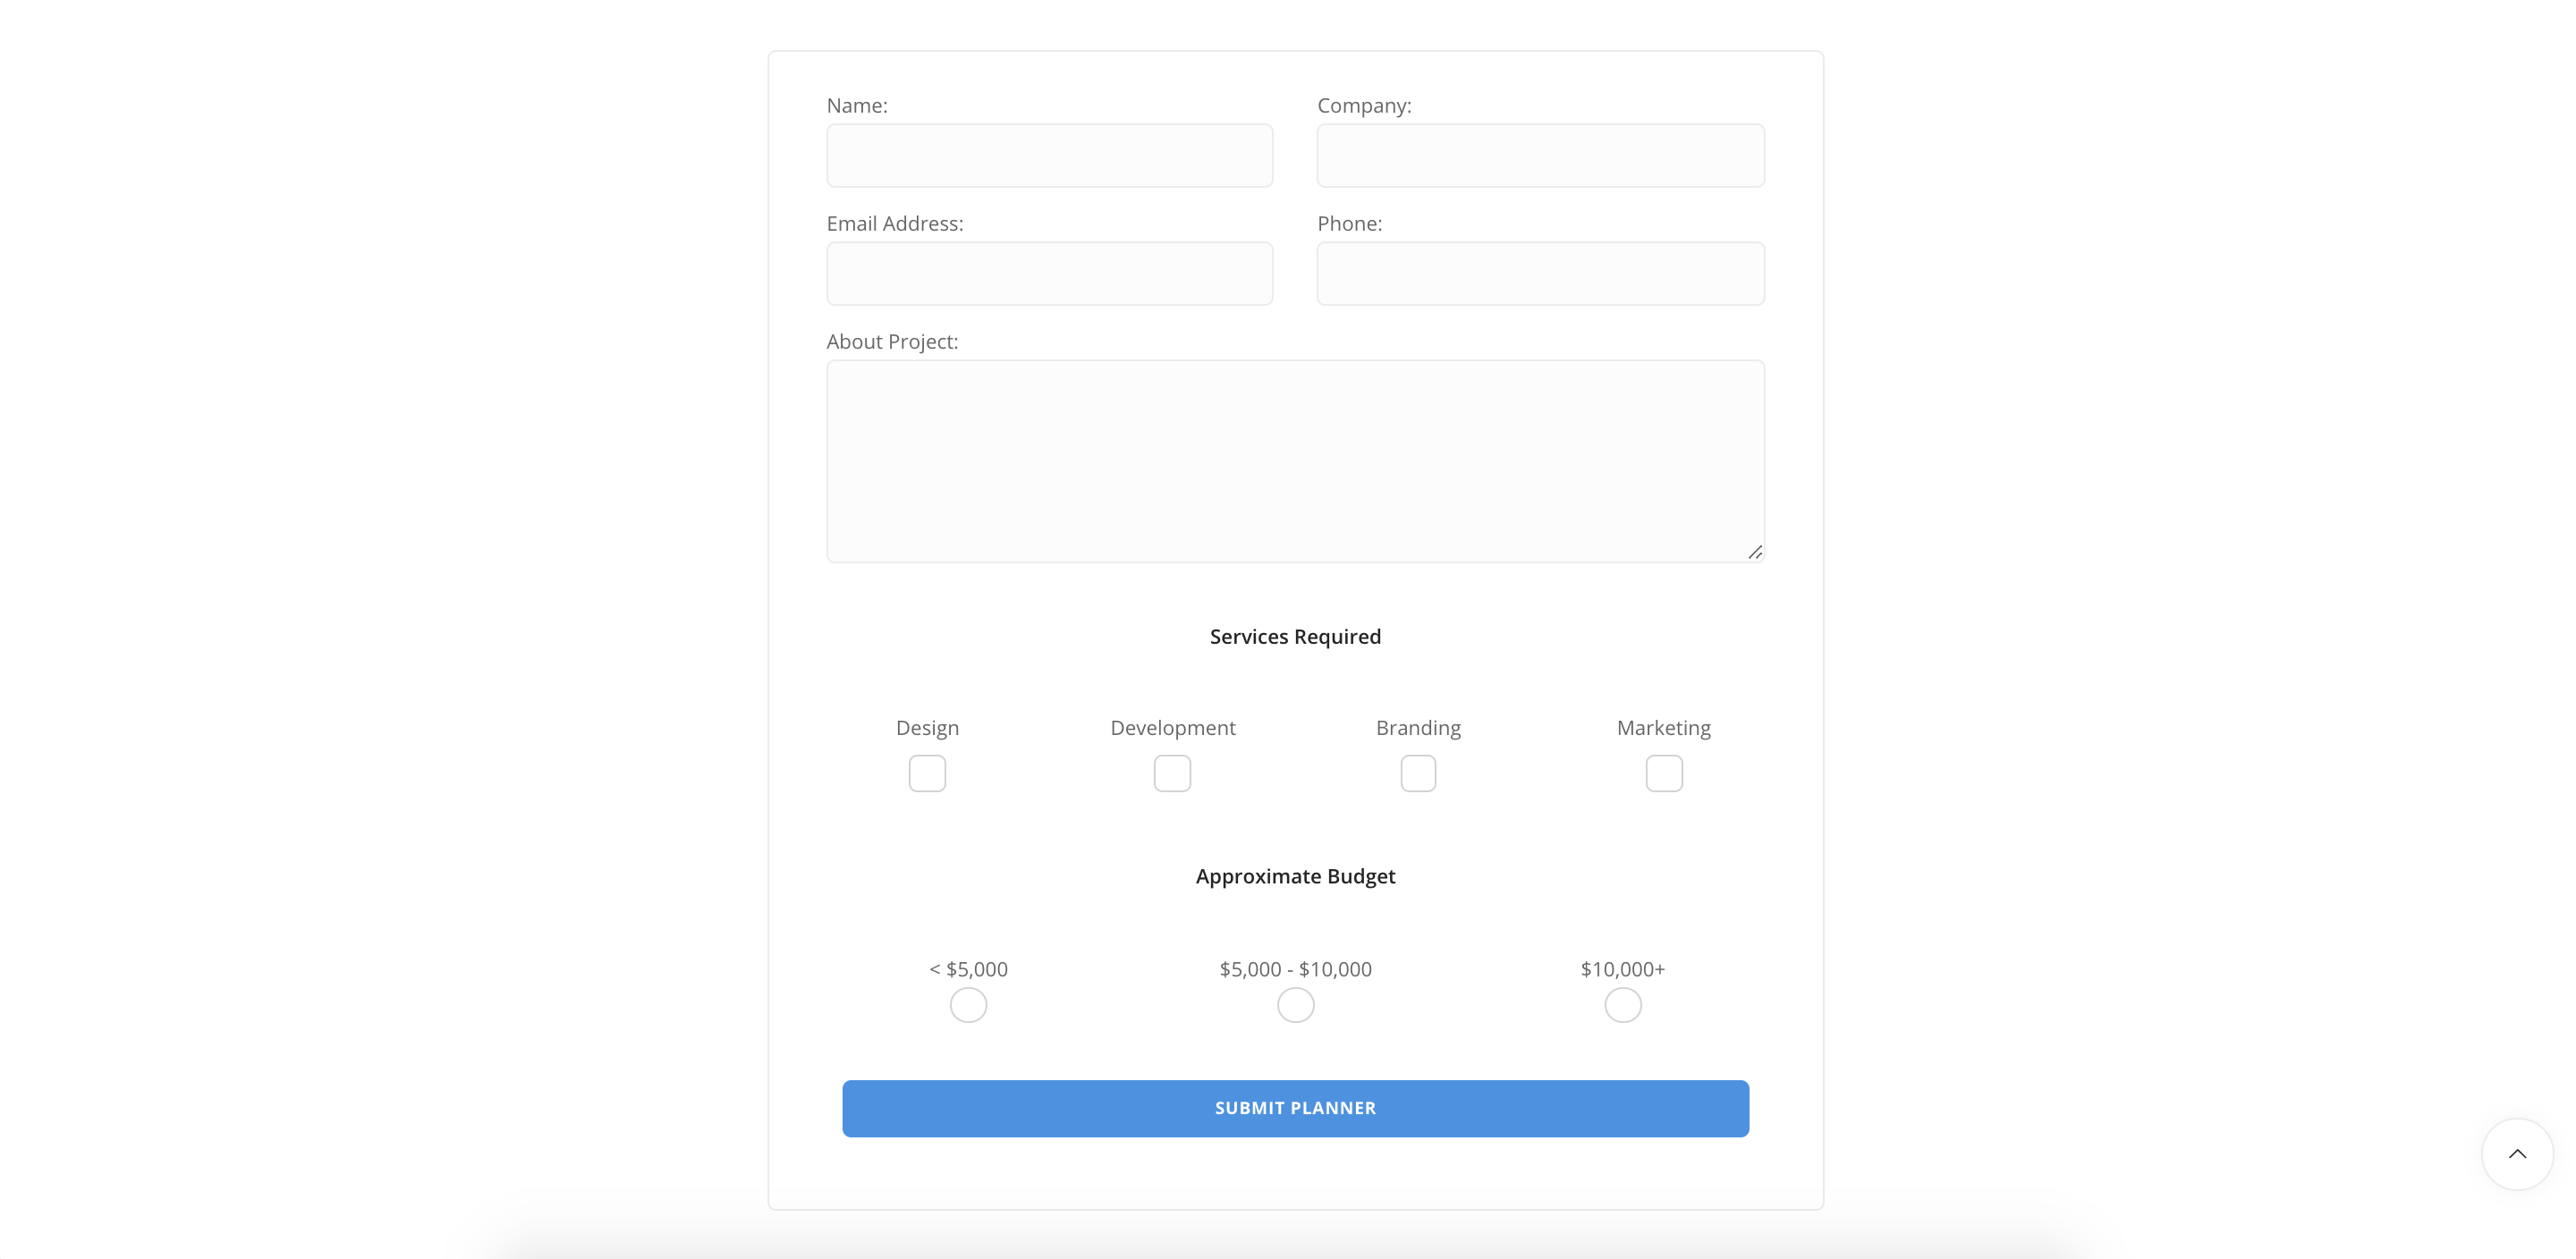 Name:
Company:
Email Address:
Phone:
About Project:
Services Required
Design
Development
Branding
Marketing
Approximate Budget
< $5,000
$5,000 - $10,000
$10,000+
SUBMIT PLANNER